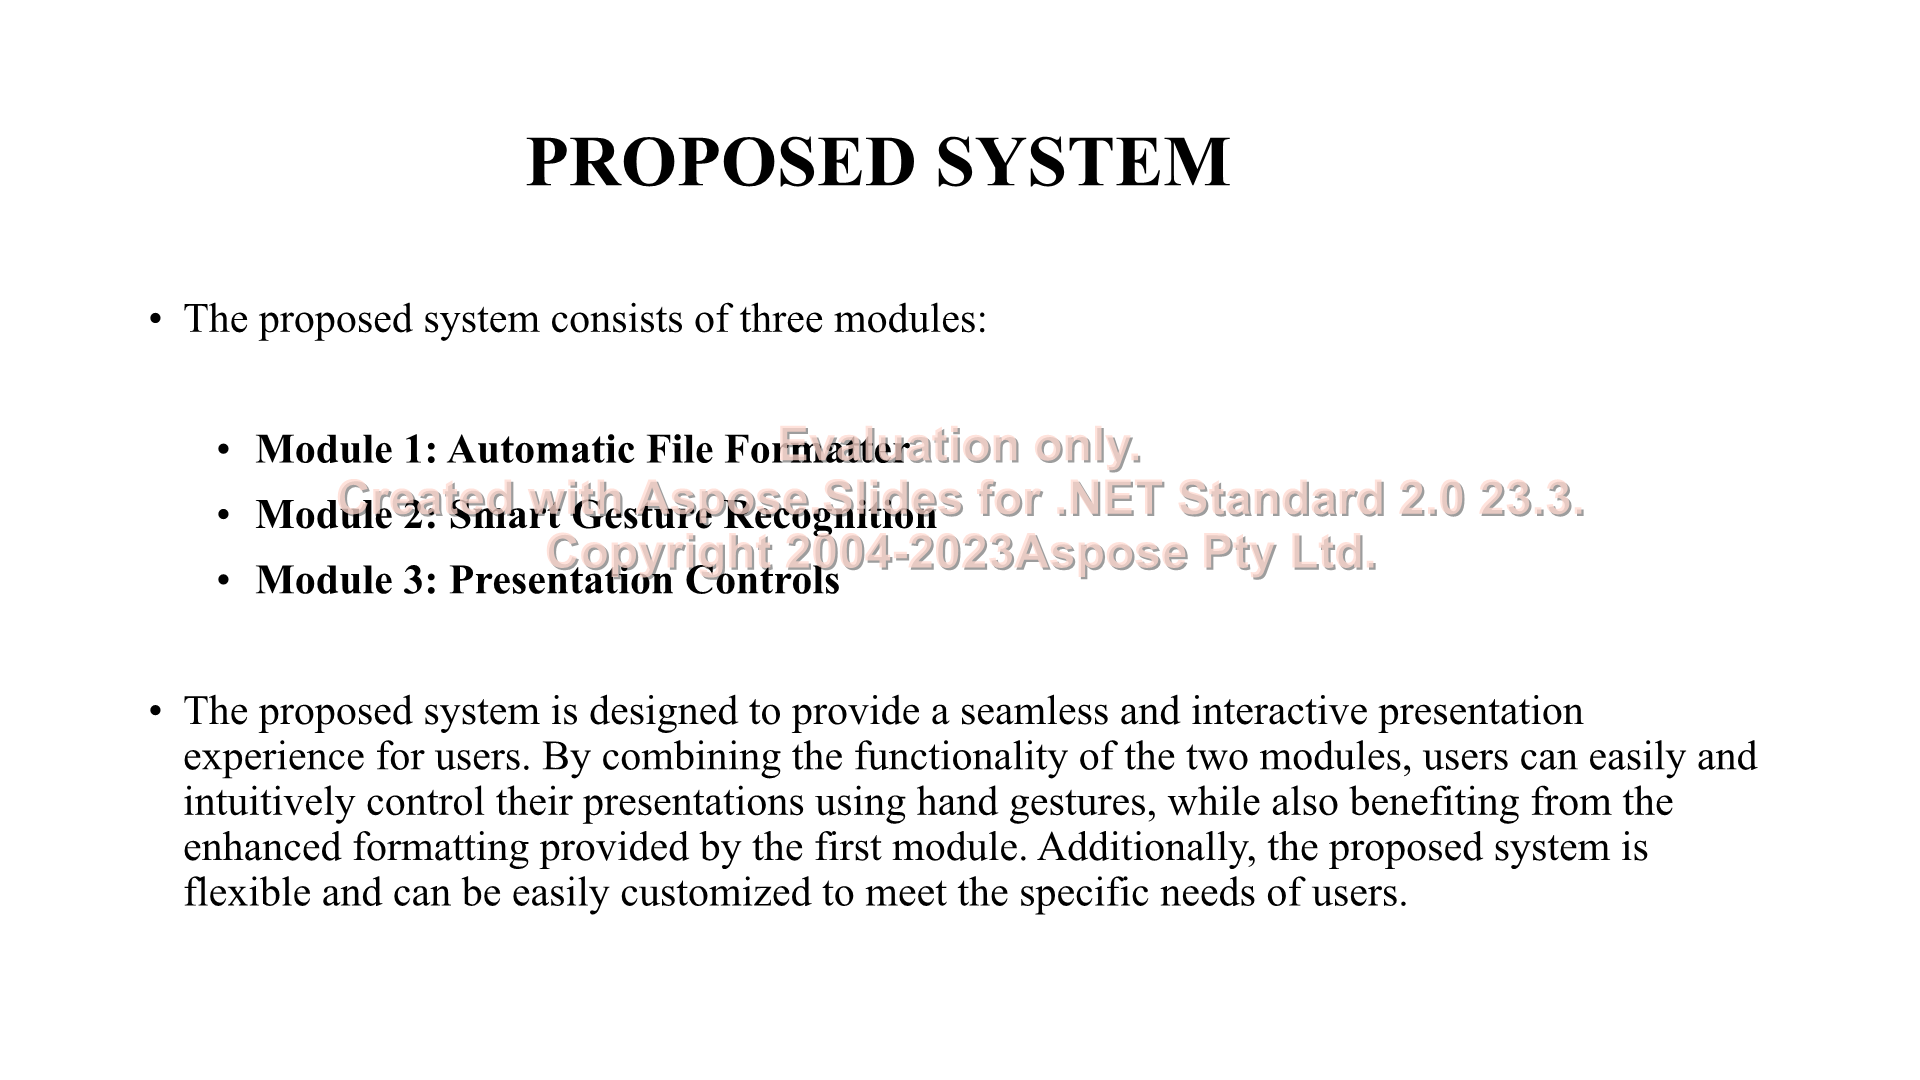 PROPOSED SYSTEM
• The proposed system consists of three modules:
• Module 1: Automatic File Formatter
Evaluation only.
Created with Aspose.Slides for .NET Standard 2.0 23.3.
• Module 2: Smart Gesture Recognition
Copyright 2004-2023Aspose Pty Ltd.
• Module 3: Presentation Controls
• The proposed system is designed to provide a seamless and interactive presentation
experience for users. By combining the functionality of the two modules, users can easily and
intuitively control their presentations using hand gestures, while also benefiting from the
enhanced formatting provided by the first module. Additionally, the proposed system is
flexible and can be easily customized to meet the specific needs of users.